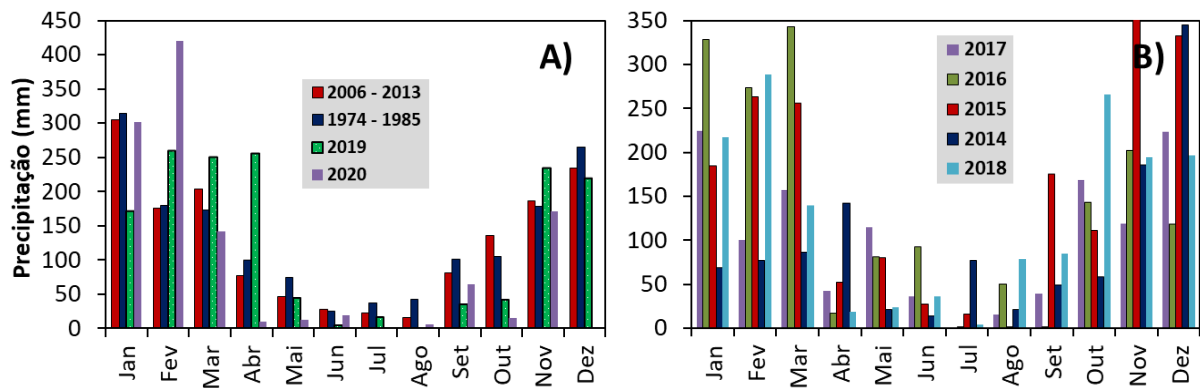 A)
Precipitação (mm)
450
400
350
300
250
200
150
100
50
0
2006 - 2013
1974 - 1985
2019
2020
Jan
Fev
Mar
Abr
Mai
Jun
Jul
Ago
Set
Out
Nov
Dez
B)
350
300
250
200
150
100
50
0
2017
2016
2015
2014
2018
Jan
Fev
Mar
Abr
Mai
Jun
Jul
Ago
Set
Out
Nov
Dez